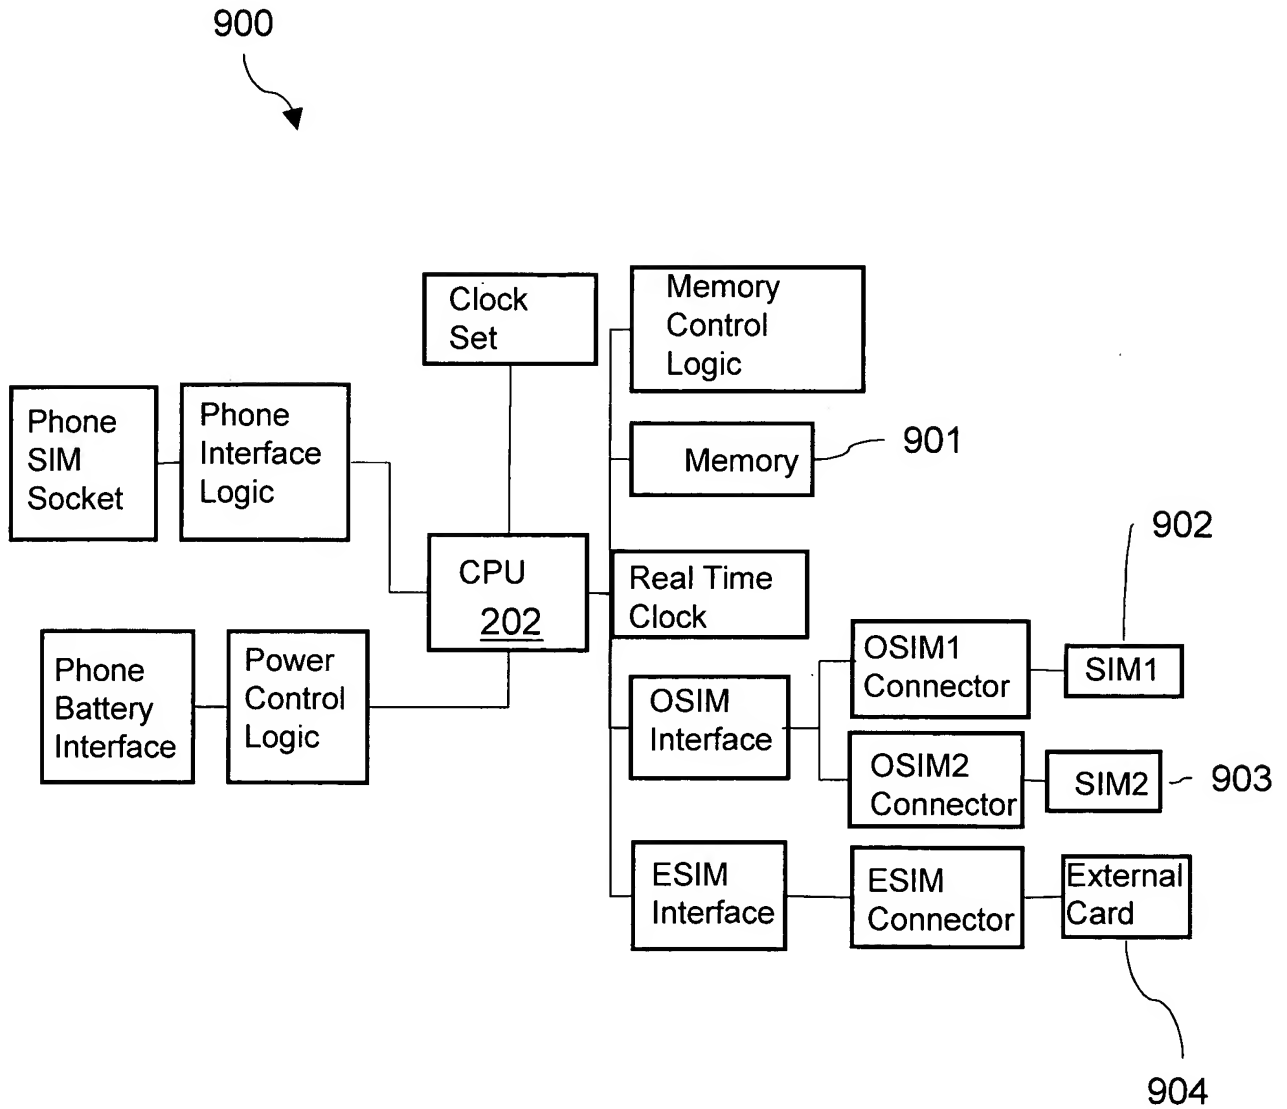 900
Clock
Set
Memory
Control
Logic
Phone
SIM
Socket
Phone
Interface
Logic
Memory
901
902
CPU
202
Real Time
Clock
Phone
Battery
Interface
Power
Control
Logic
OSIM
Interface
OSIM1
Connector
SIM1
OSIM2
Connector
SIM2
903
ESIM
Interface
ESIM
Connector
External
Card
904